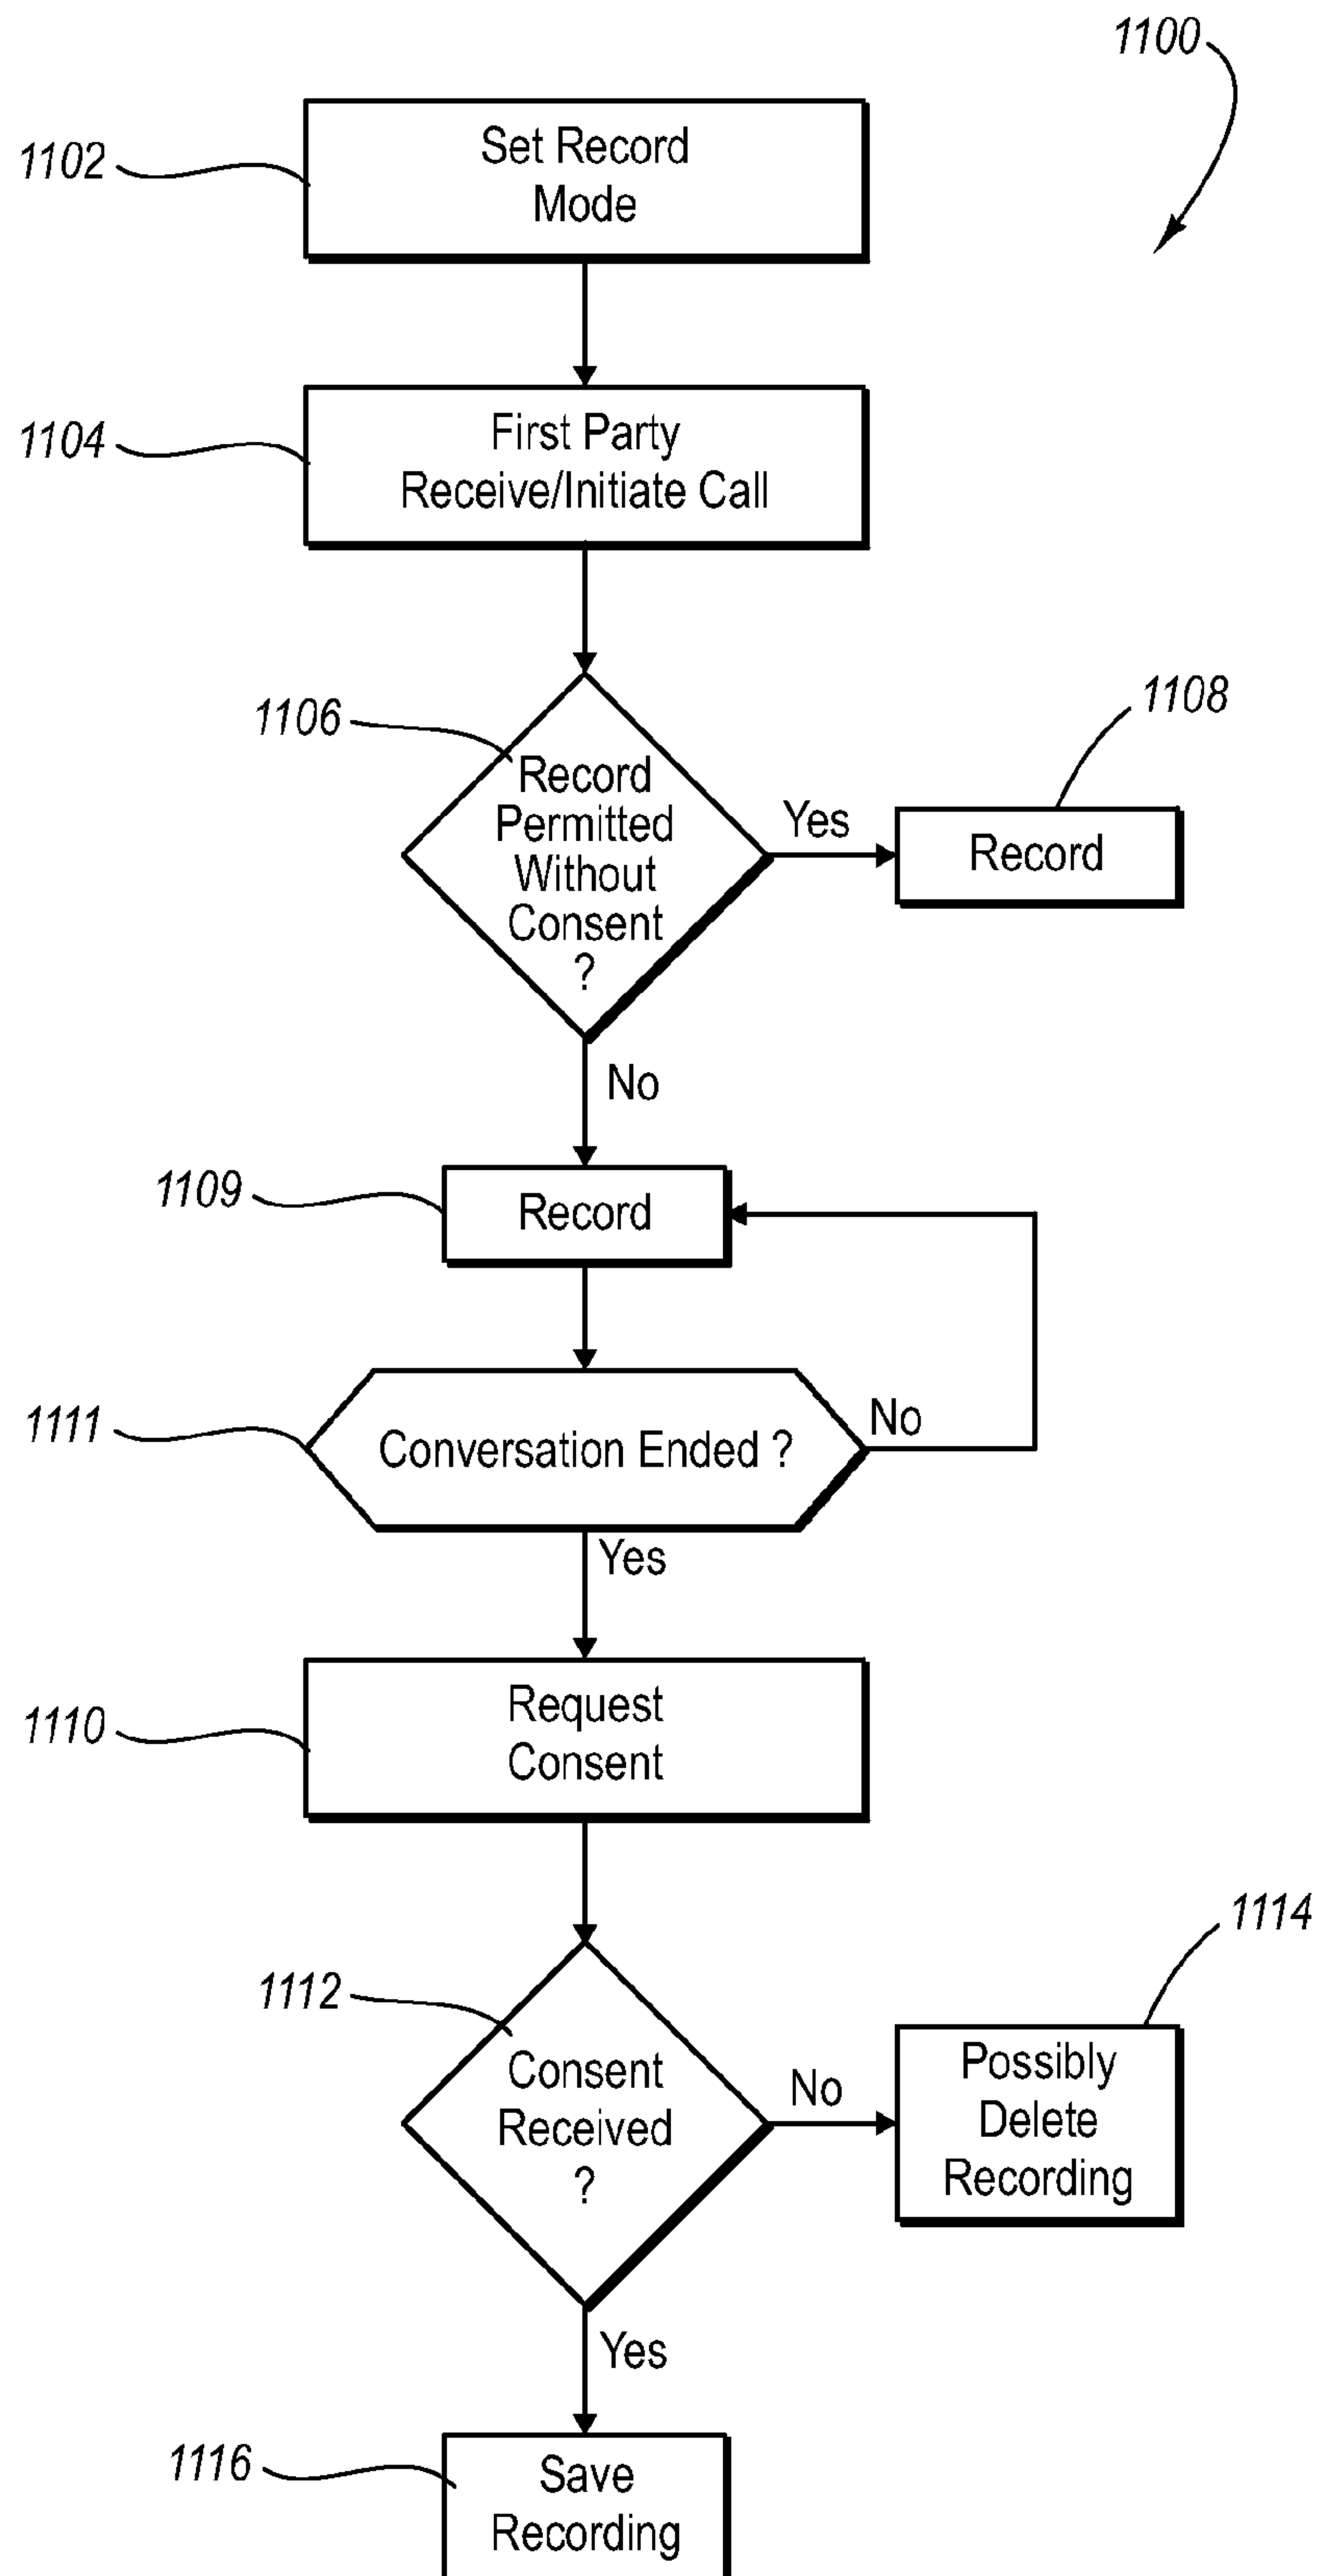 1100
1102
Set Record
Mode
1104
First Party
Receive/Initiate Call
1106
Record
Permitted
Without
Consent
?
Yes
1108
Record
No
1109
Record
1111
Conversation Ended ?
No
Yes
1110
Request
Consent
1112
Consent
Received
?
No
1114
Possibly
Delete
Recording
Yes
1116
Save
Recording